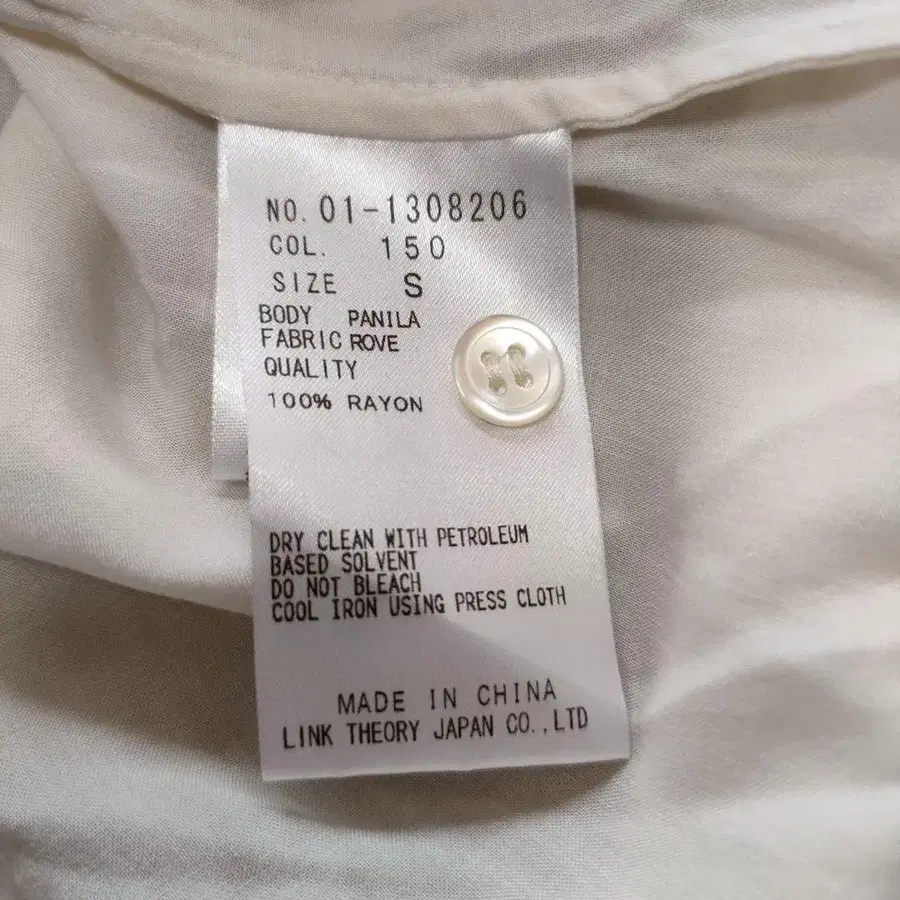 NO. 01-1308206
COL. 150
SIZE S
BODY PANILA
FABRIC ROVE
QUALITY
100% RAYON
DRY CLEAN WITH PETROLEUM
BASED SOLVENT
DO NOT BLEACH
COOL IRON USING PRESS CLOTH
MADE IN CHINA
LINK THEORY JAPAN CO.,LTD